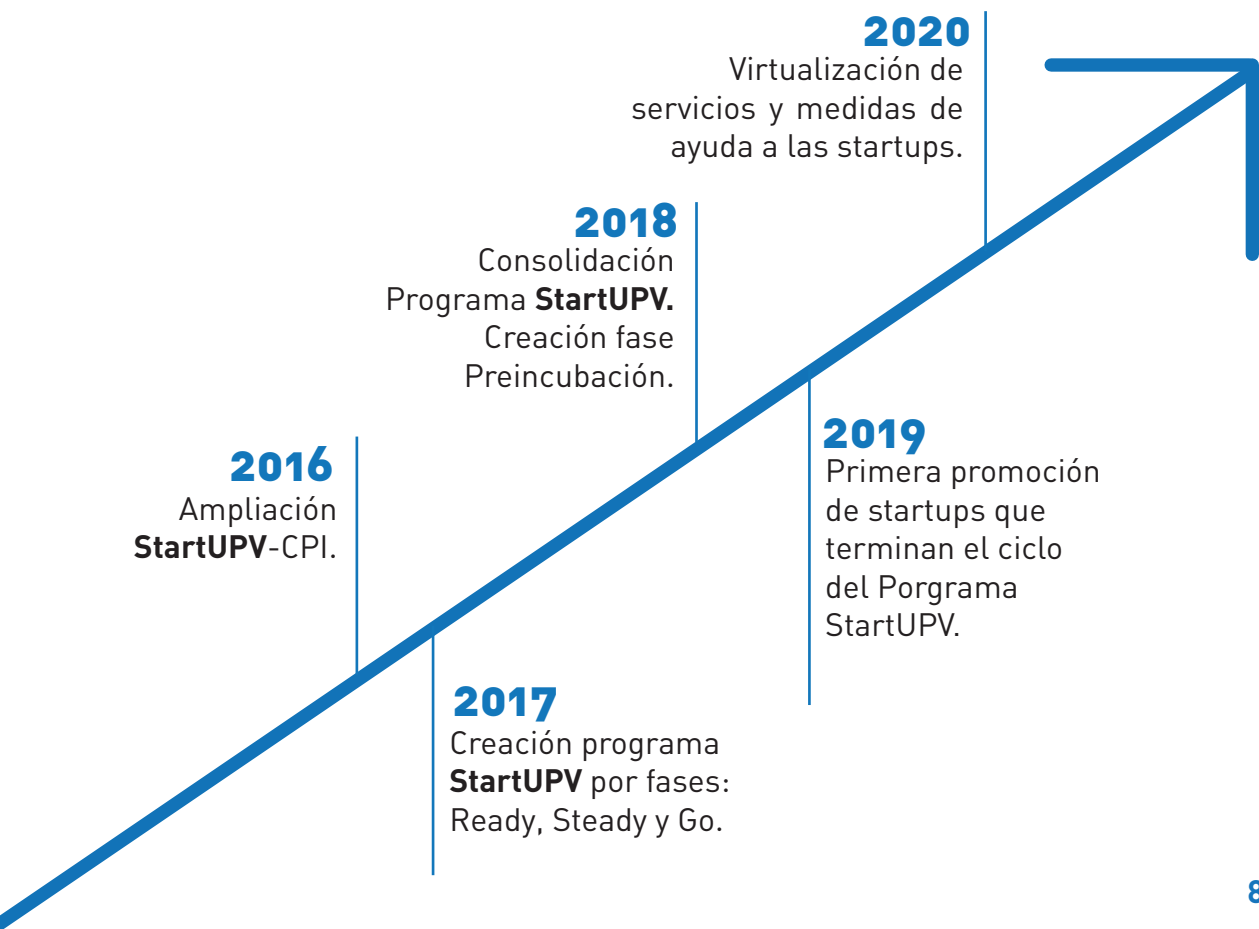 2020
Virtualización de
servicios y medidas de
ayuda a las startups.
2018
Consolidación
Programa StartUPV.
Creación fase
Preincubación.
2019
Primera promoción
de startups que
terminan el ciclo
del Porgrama
StartUPV.
2016
Ampliación
StartUPV-CPI.
2017
Creación programa
StartUPV por fases:
Ready, Steady y Go.
8